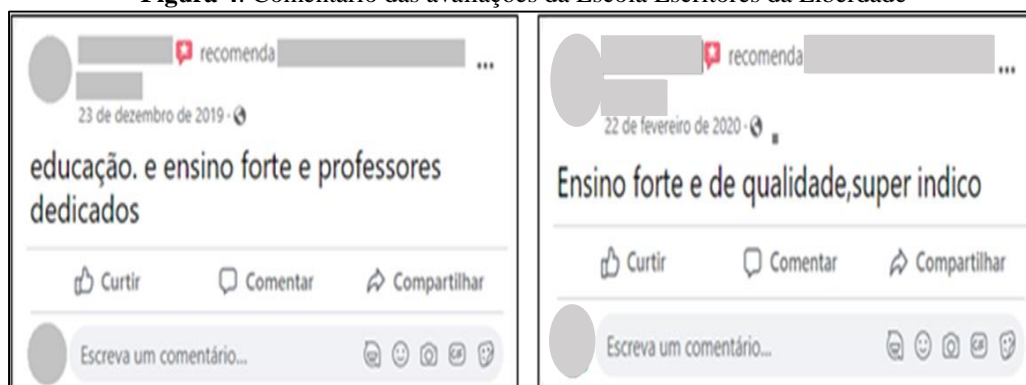 Figura 4: Comentário das avaliações da Escola Escritores da Liberdade
recomenda
23 de dezembro de 2019
educação. e ensino forte e professores
dedicados
Curtir Comentar Compartilhar
Escreva um comentário...
recomenda
22 de fevereiro de 2020
Ensino forte e de qualidade,super indico
Curtir Comentar Compartilhar
Escreva um comentário...